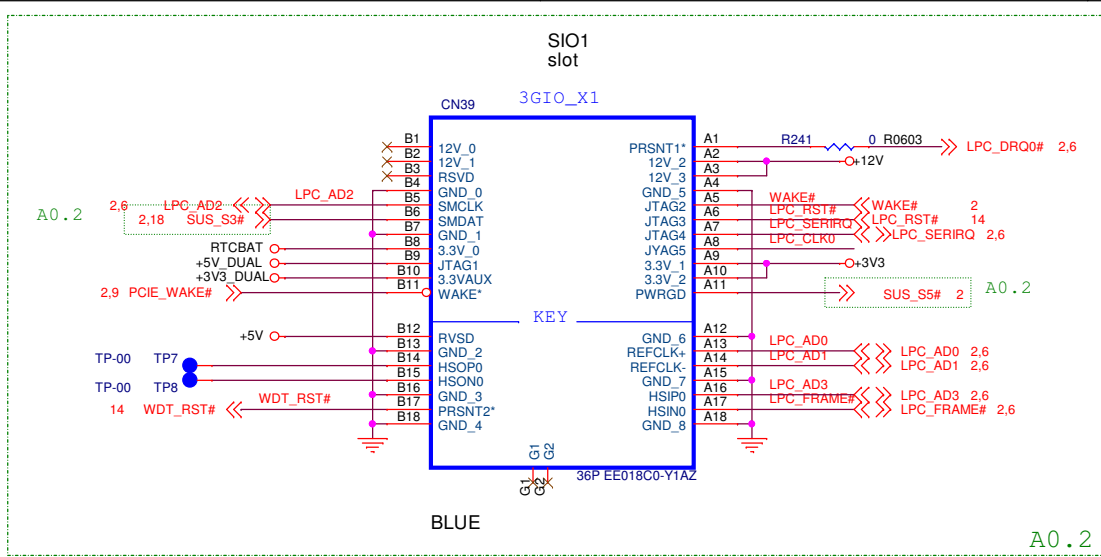 SIO1
slot
3GIO_X1
CN39
B1 12V_0 PRSNT1* A1 R241 0 R0603 LPC_DRQ0# 2,6
B2 12V_1 12V_2 A2 +12V
B3 RSVD 12V_3 A3
B4 GND_0 GND_5 A4
2,6 LPC_AD2 LPC_AD2 B5 SMCLK JTAG2 A5 WAKE# WAKE# 2
A0.2 2,18 SUS_S3# B6 SMDAT JTAG3 A6 LPC_RST# LPC_RST# 14
B7 GND_1 JTAG4 A7 LPC_SERIRQ LPC_SERIRQ 2,6
RTCBAT B8 3.3V_0 JYAG5 A8 LPC_CLK0
+5V_DUAL B9 JTAG1 3.3V_1 A9 +3V3
+3V3_DUAL B10 3.3VAUX 3.3V_2 A10
2,9 PCIE_WAKE# B11 WAKE* PWRGD A11 SUS_S5# 2 A0.2
KEY
+5V B12 RVSD GND_6 A12
B13 GND_2 REFCLK+ A13 LPC_AD0 LPC_AD0 2,6
TP-00 TP7 B14 HSOP0 REFCLK- A14 LPC_AD1 LPC_AD1 2,6
TP-00 TP8 B15 HSON0 GND_7 A15
B16 GND_3 HSIP0 A16 LPC_AD3 LPC_AD3 2,6
14 WDT_RST# WDT_RST# B17 PRSNT2* HSIN0 A17 LPC_FRAME# LPC_FRAME# 2,6
B18 GND_4 GND_8 A18
G1 G2
36P EE018C0-Y1AZ
G1 G2
BLUE
A0.2